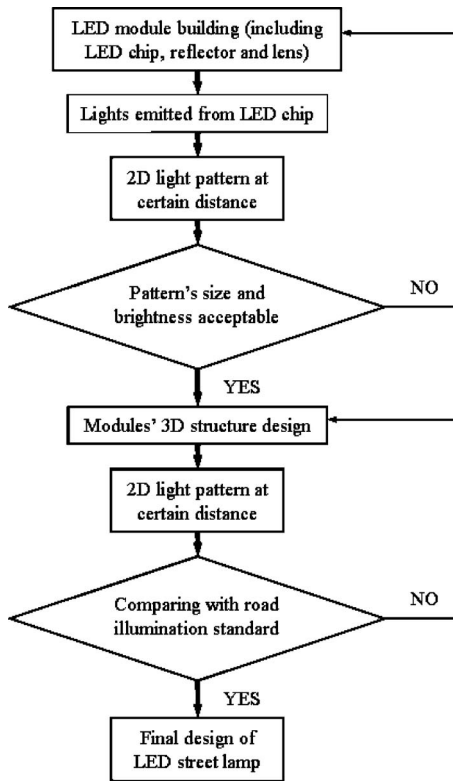 LED module building (including
LED chip, reflector and lens)
Lights emitted from LED chip
2D light pattern at
certain distance
Pattern's size and
brightness acceptable
NO
YES
Modules' 3D structure design
2D light pattern at
certain distance
Comparing with road
illumination standard
NO
YES
Final design of
LED street lamp